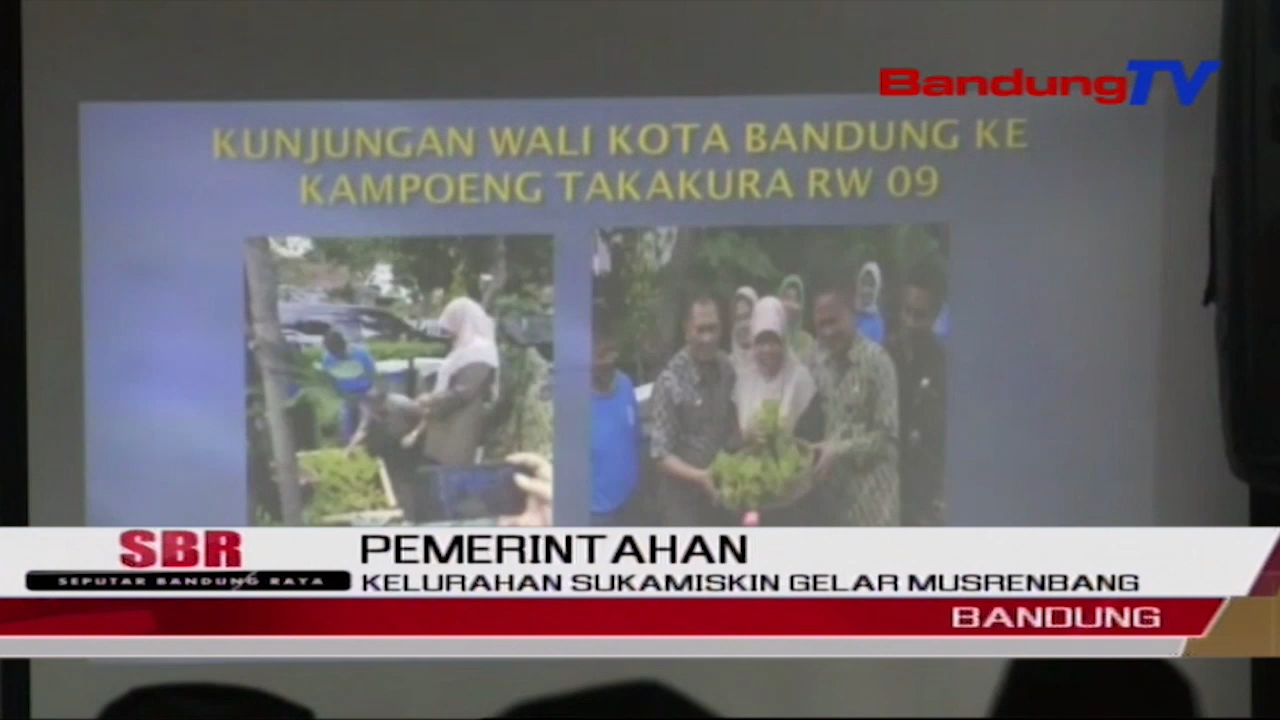 BandungTV
KUNJUNGAN WALI KOTA BANDUNG KE
KAMPOENG TAKAKURA RW 09
SBR
SEPUTAR BANDUNG RAYA
PEMERINTAHAN
KELURAHAN SUKAMISKIN GELAR MUSRENBANG
BANDUNG